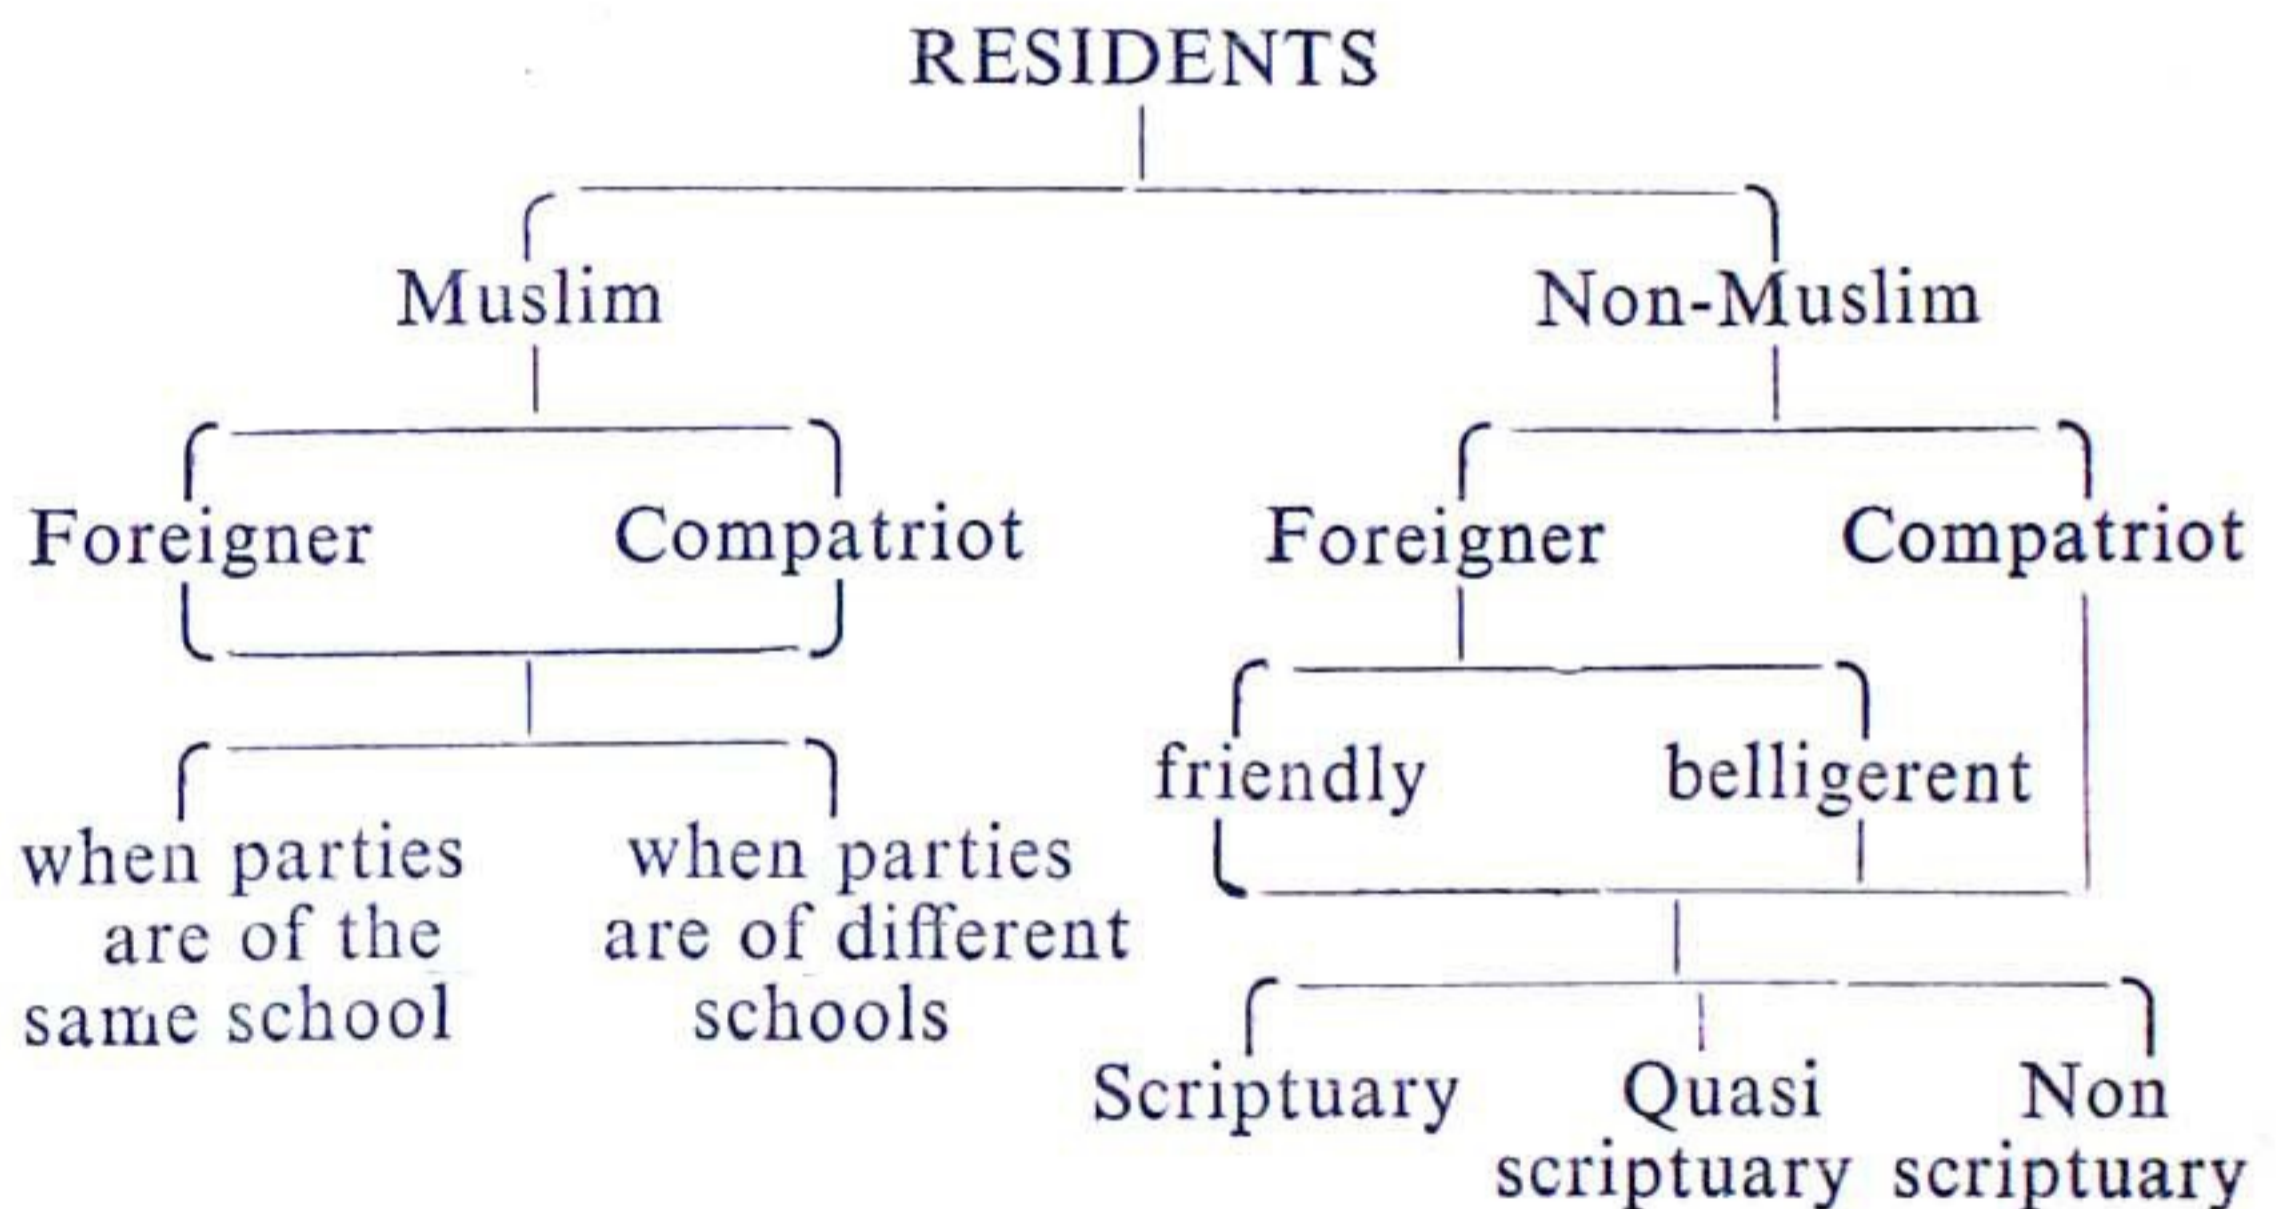 RESIDENTS
Muslim Non-Muslim
Foreigner Compatriot Foreigner Compatriot
friendly belligerent
when parties
are of the
same school
when parties
are of different
schools
Scriptuary
Quasi
scriptuary
Non
scriptuary